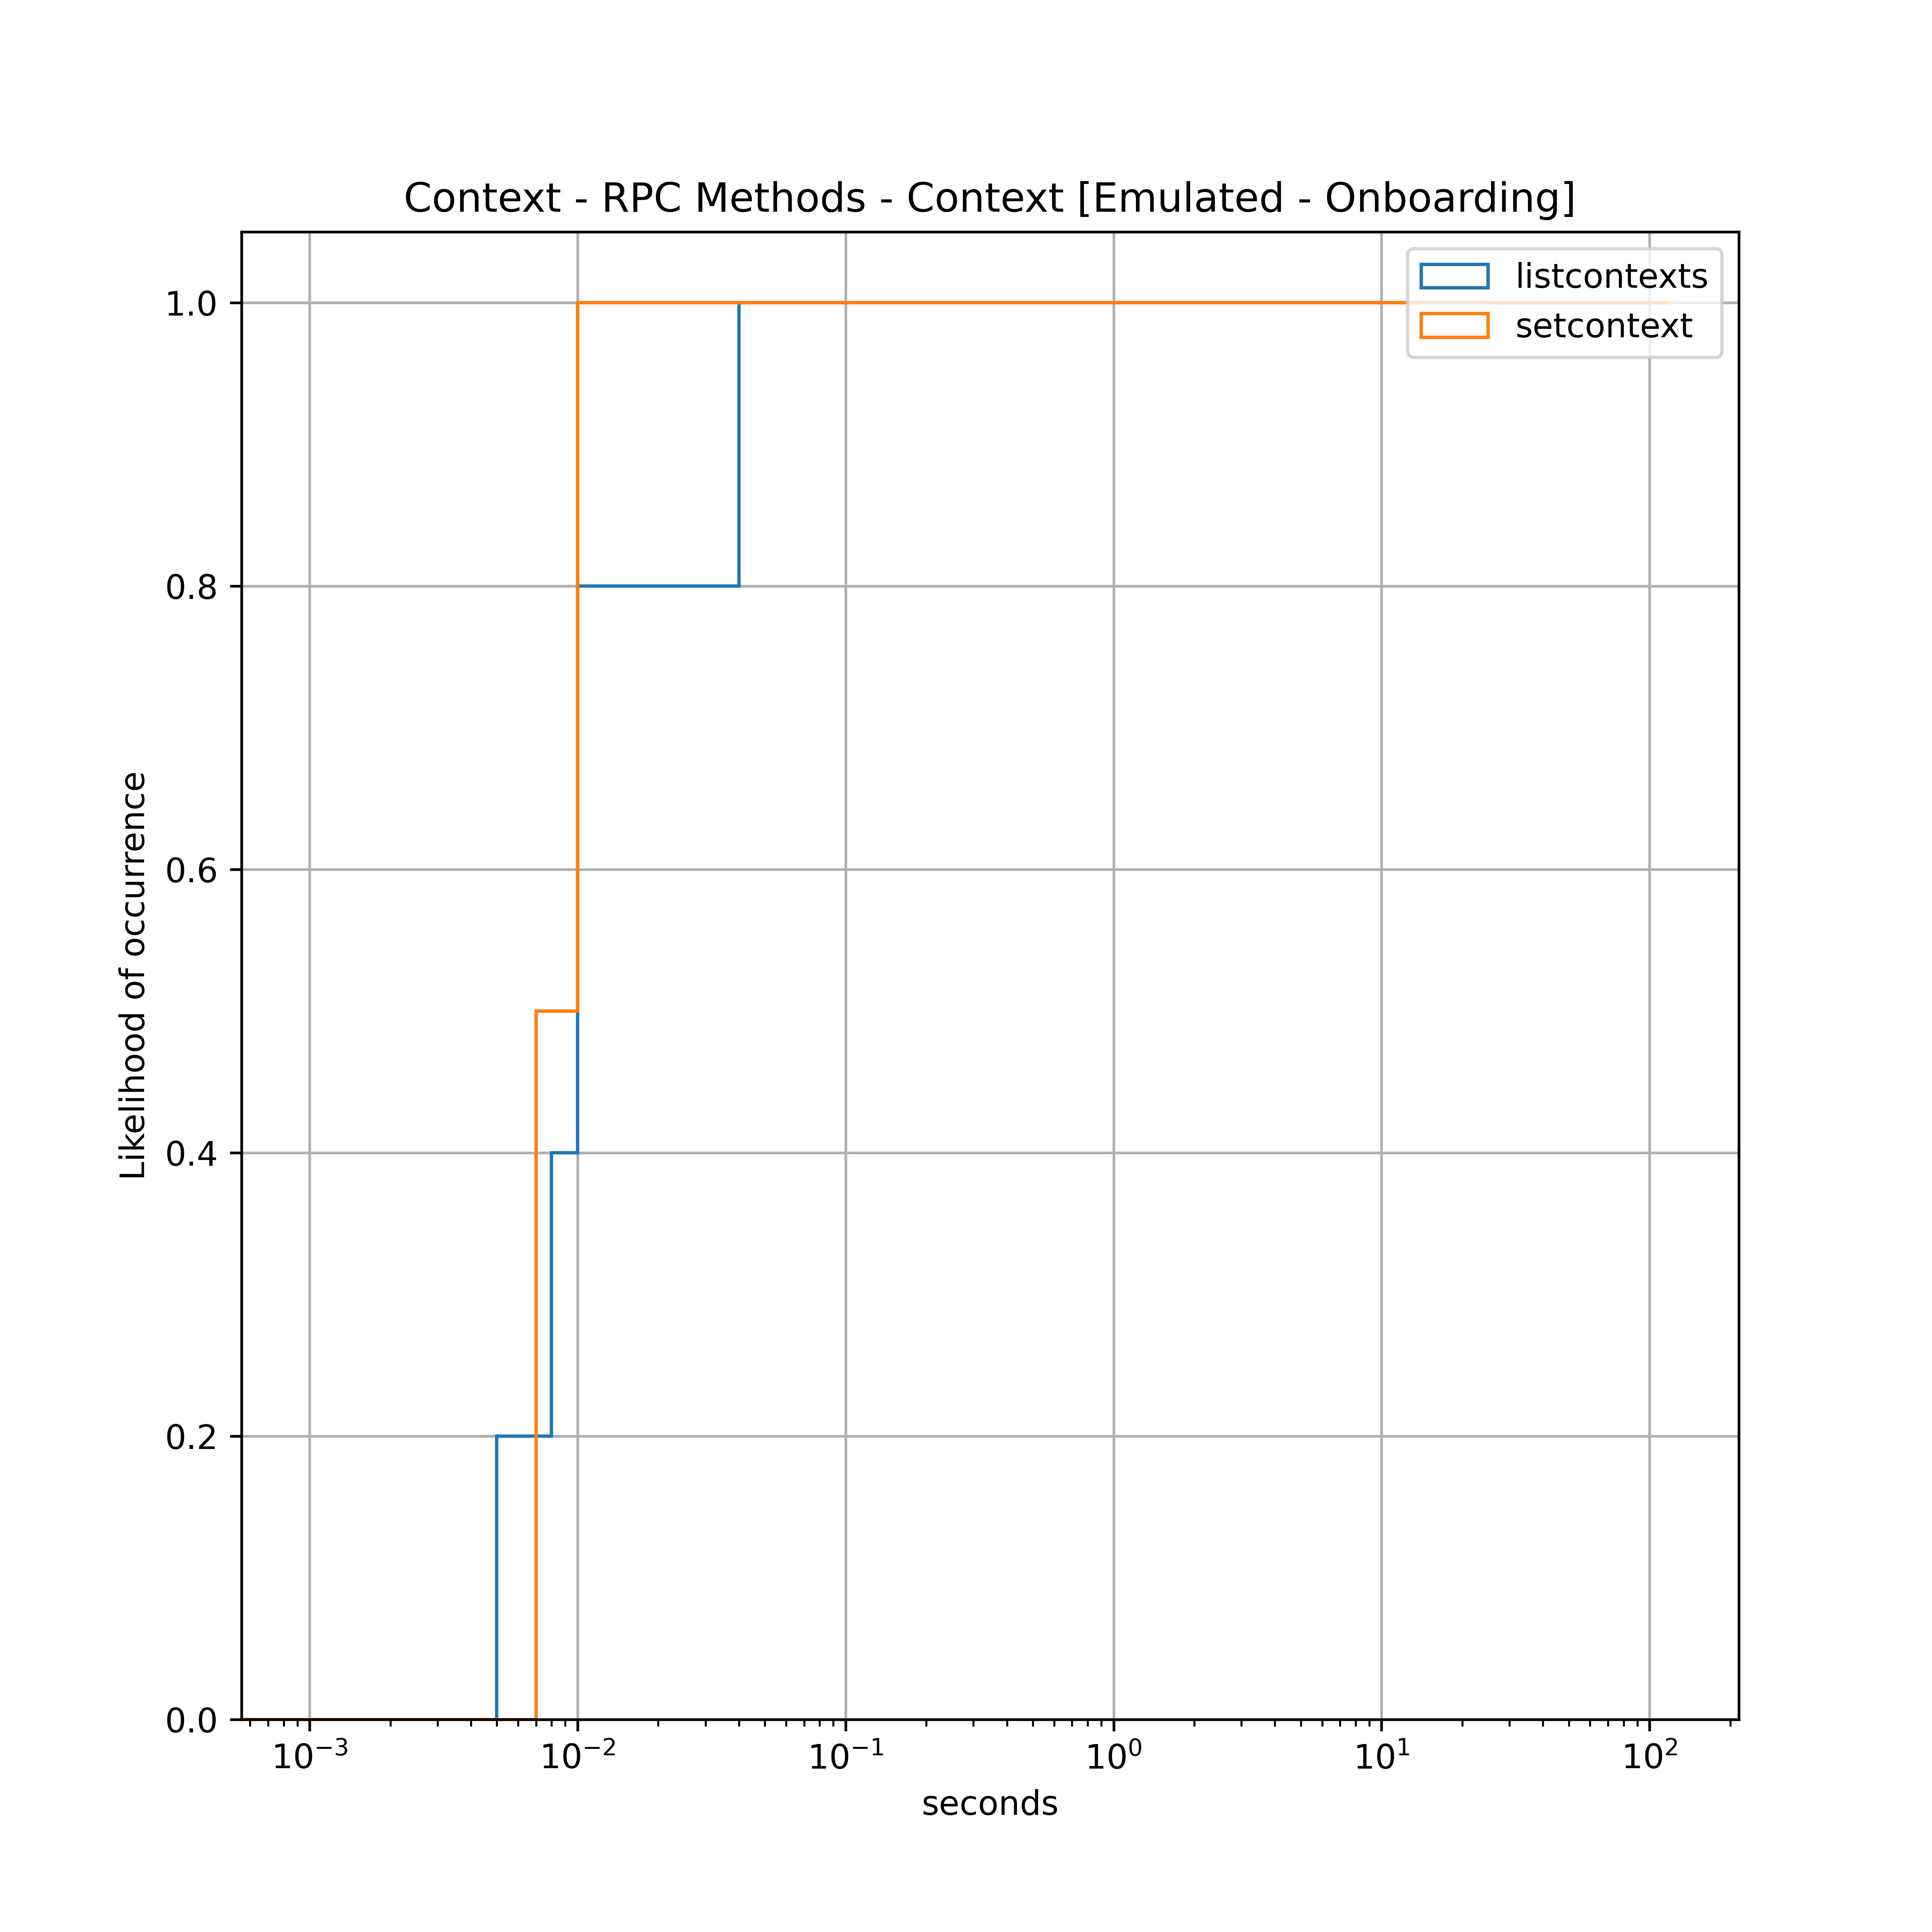 Context - RPC Methods - Context [Emulated - Onboarding]
listcontexts
setcontext
1.0
0.8
0.6
0.4
0.2
0.0
Likelihood of occurrence
10⁻³ 10⁻² 10⁻¹ 10⁰ 10¹ 10²
seconds